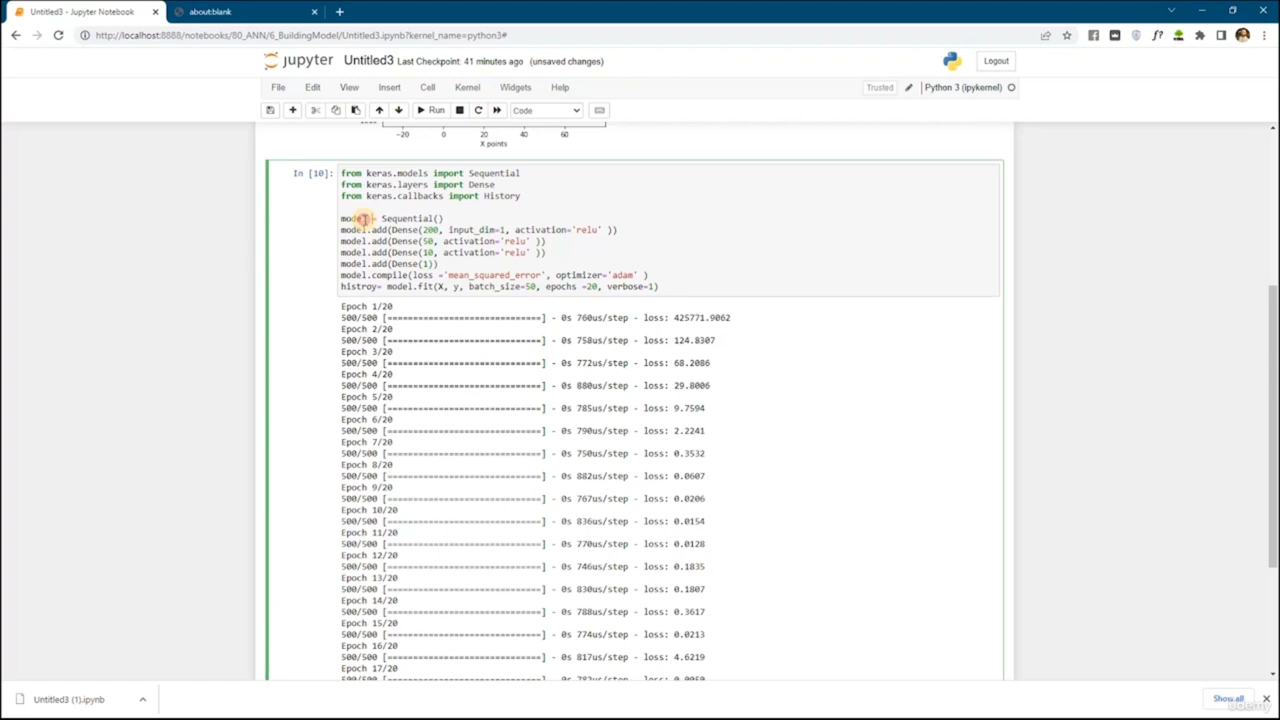 Untitled3 - Jupyter Notebook
about:blank
http://localhost:8888/notebooks/80_ANN/6_BuildingModel/Untitled3.ipynb?kernel_name=python3#
jupyter Untitled3 Last Checkpoint: 41 minutes ago (unsaved changes)
Logout
File Edit View Insert Cell Kernel Widgets Help
Trusted Python 3 (ipykernel)
Run Code
-20 0 20 40 60
X points
In [10]:
from keras.models import Sequential
from keras.layers import Dense
from keras.callbacks import History
model = Sequential()
model.add(Dense(200, input_dim=1, activation='relu' ))
model.add(Dense(50, activation='relu' ))
model.add(Dense(10, activation='relu' ))
model.add(Dense(1))
model.compile(loss ='mean_squared_error', optimizer='adam' )
histroy= model.fit(X, y, batch_size=50, epochs =20, verbose=1)
Epoch 1/20
500/500 [==============================] - 0s 760us/step - loss: 425771.9062
Epoch 2/20
500/500 [==============================] - 0s 758us/step - loss: 124.8307
Epoch 3/20
500/500 [==============================] - 0s 772us/step - loss: 68.2086
Epoch 4/20
500/500 [==============================] - 0s 880us/step - loss: 29.8006
Epoch 5/20
500/500 [==============================] - 0s 785us/step - loss: 9.7594
Epoch 6/20
500/500 [==============================] - 0s 790us/step - loss: 2.2241
Epoch 7/20
500/500 [==============================] - 0s 750us/step - loss: 0.3532
Epoch 8/20
500/500 [==============================] - 0s 882us/step - loss: 0.0607
Epoch 9/20
500/500 [==============================] - 0s 767us/step - loss: 0.0206
Epoch 10/20
500/500 [==============================] - 0s 836us/step - loss: 0.0154
Epoch 11/20
500/500 [==============================] - 0s 770us/step - loss: 0.0128
Epoch 12/20
500/500 [==============================] - 0s 746us/step - loss: 0.1835
Epoch 13/20
500/500 [==============================] - 0s 830us/step - loss: 0.1807
Epoch 14/20
500/500 [==============================] - 0s 788us/step - loss: 0.3617
Epoch 15/20
500/500 [==============================] - 0s 774us/step - loss: 0.0213
Epoch 16/20
500/500 [==============================] - 0s 817us/step - loss: 4.6219
Epoch 17/20
Untitled3 (1).ipynb
Show all
udemy